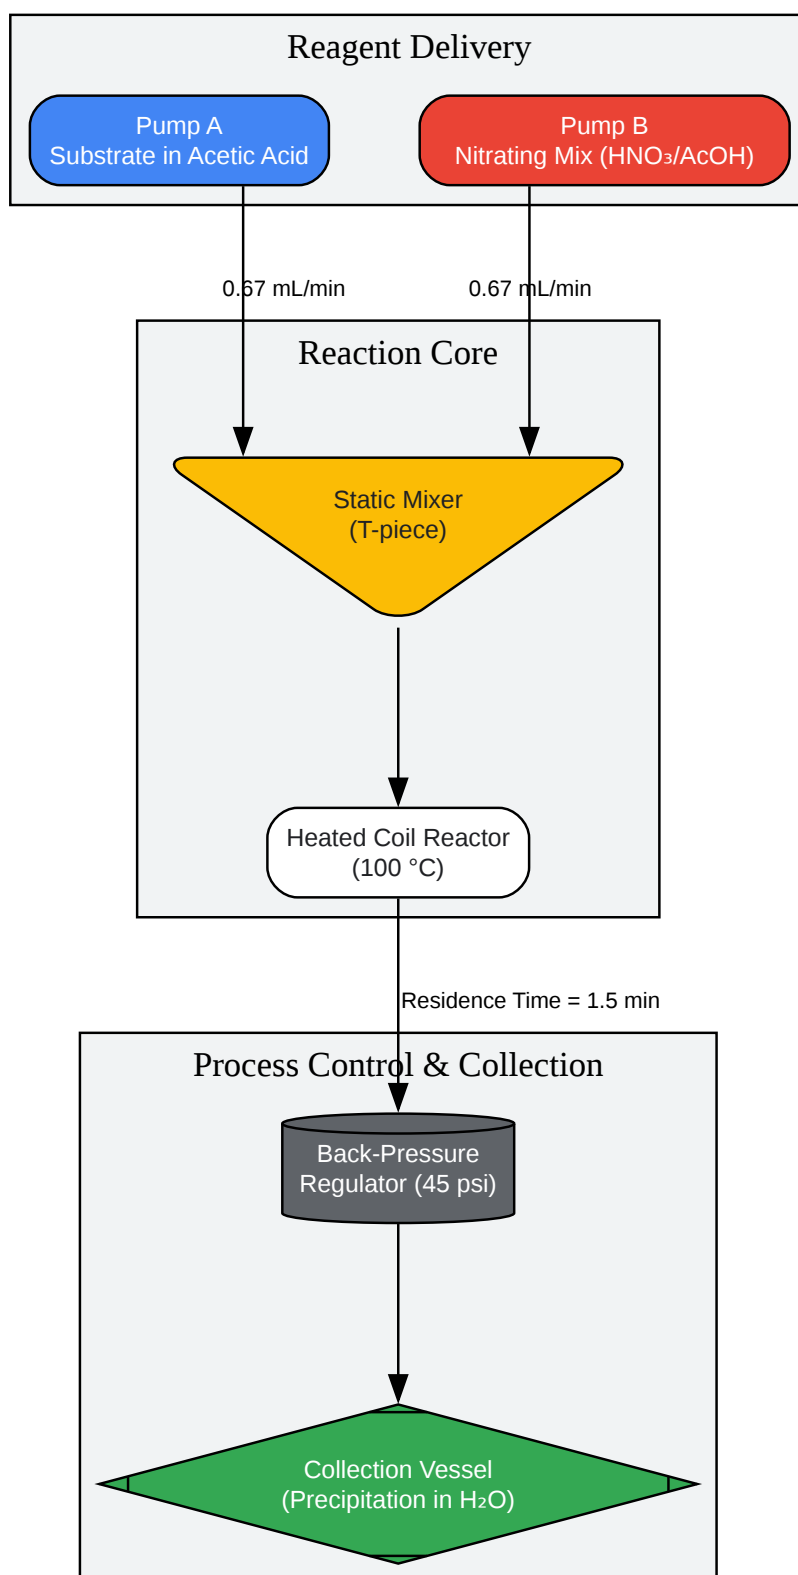 Reagent Delivery
Pump A
Substrate in Acetic Acid
Pump B
Nitrating Mix (HNO₃/AcOH)
0.67 mL/min
0.67 mL/min
Reaction Core
Static Mixer
(T-piece)
Heated Coil Reactor
(100 °C)
Residence Time = 1.5 min
Process Control & Collection
Back-Pressure
Regulator (45 psi)
Collection Vessel
(Precipitation in H₂O)